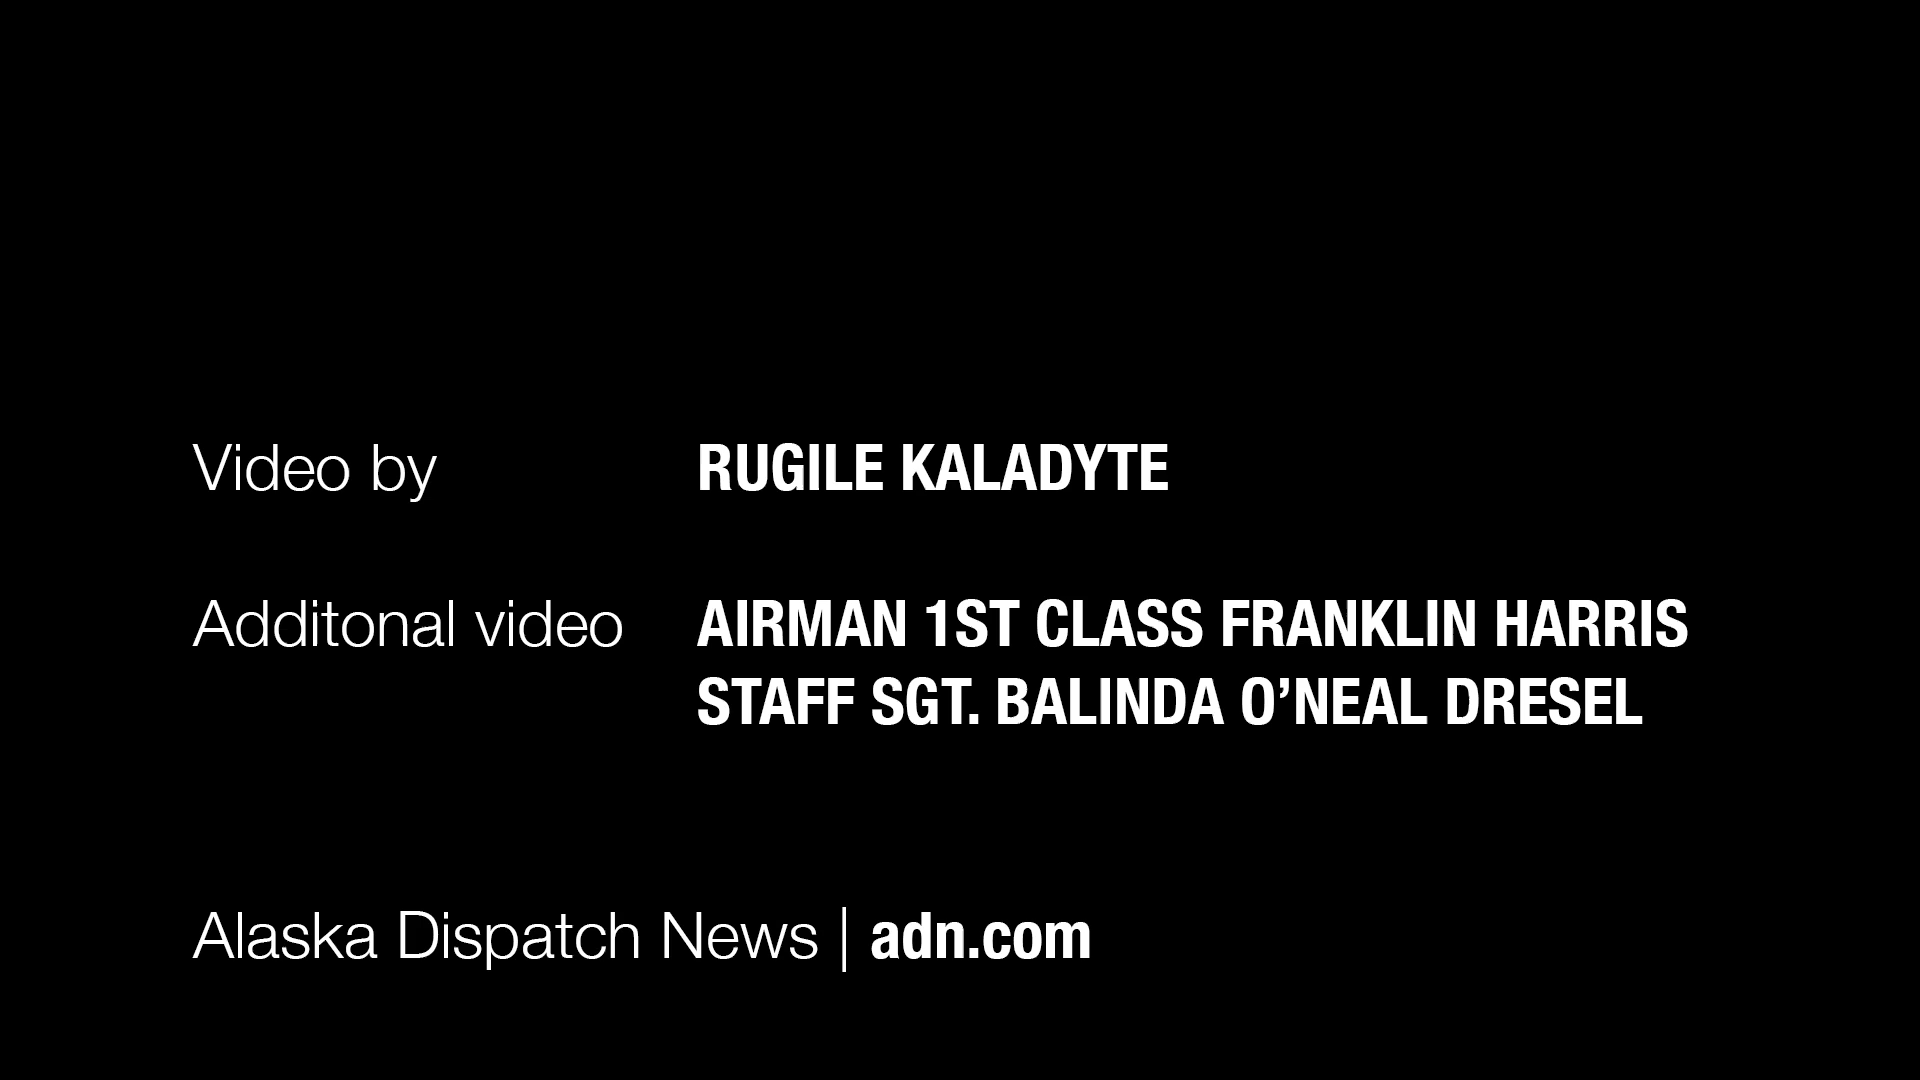 Video by RUGILE KALADYTE
Additonal video AIRMAN 1ST CLASS FRANKLIN HARRIS
STAFF SGT. BALINDA O’NEAL DRESEL
Alaska Dispatch News | adn.com